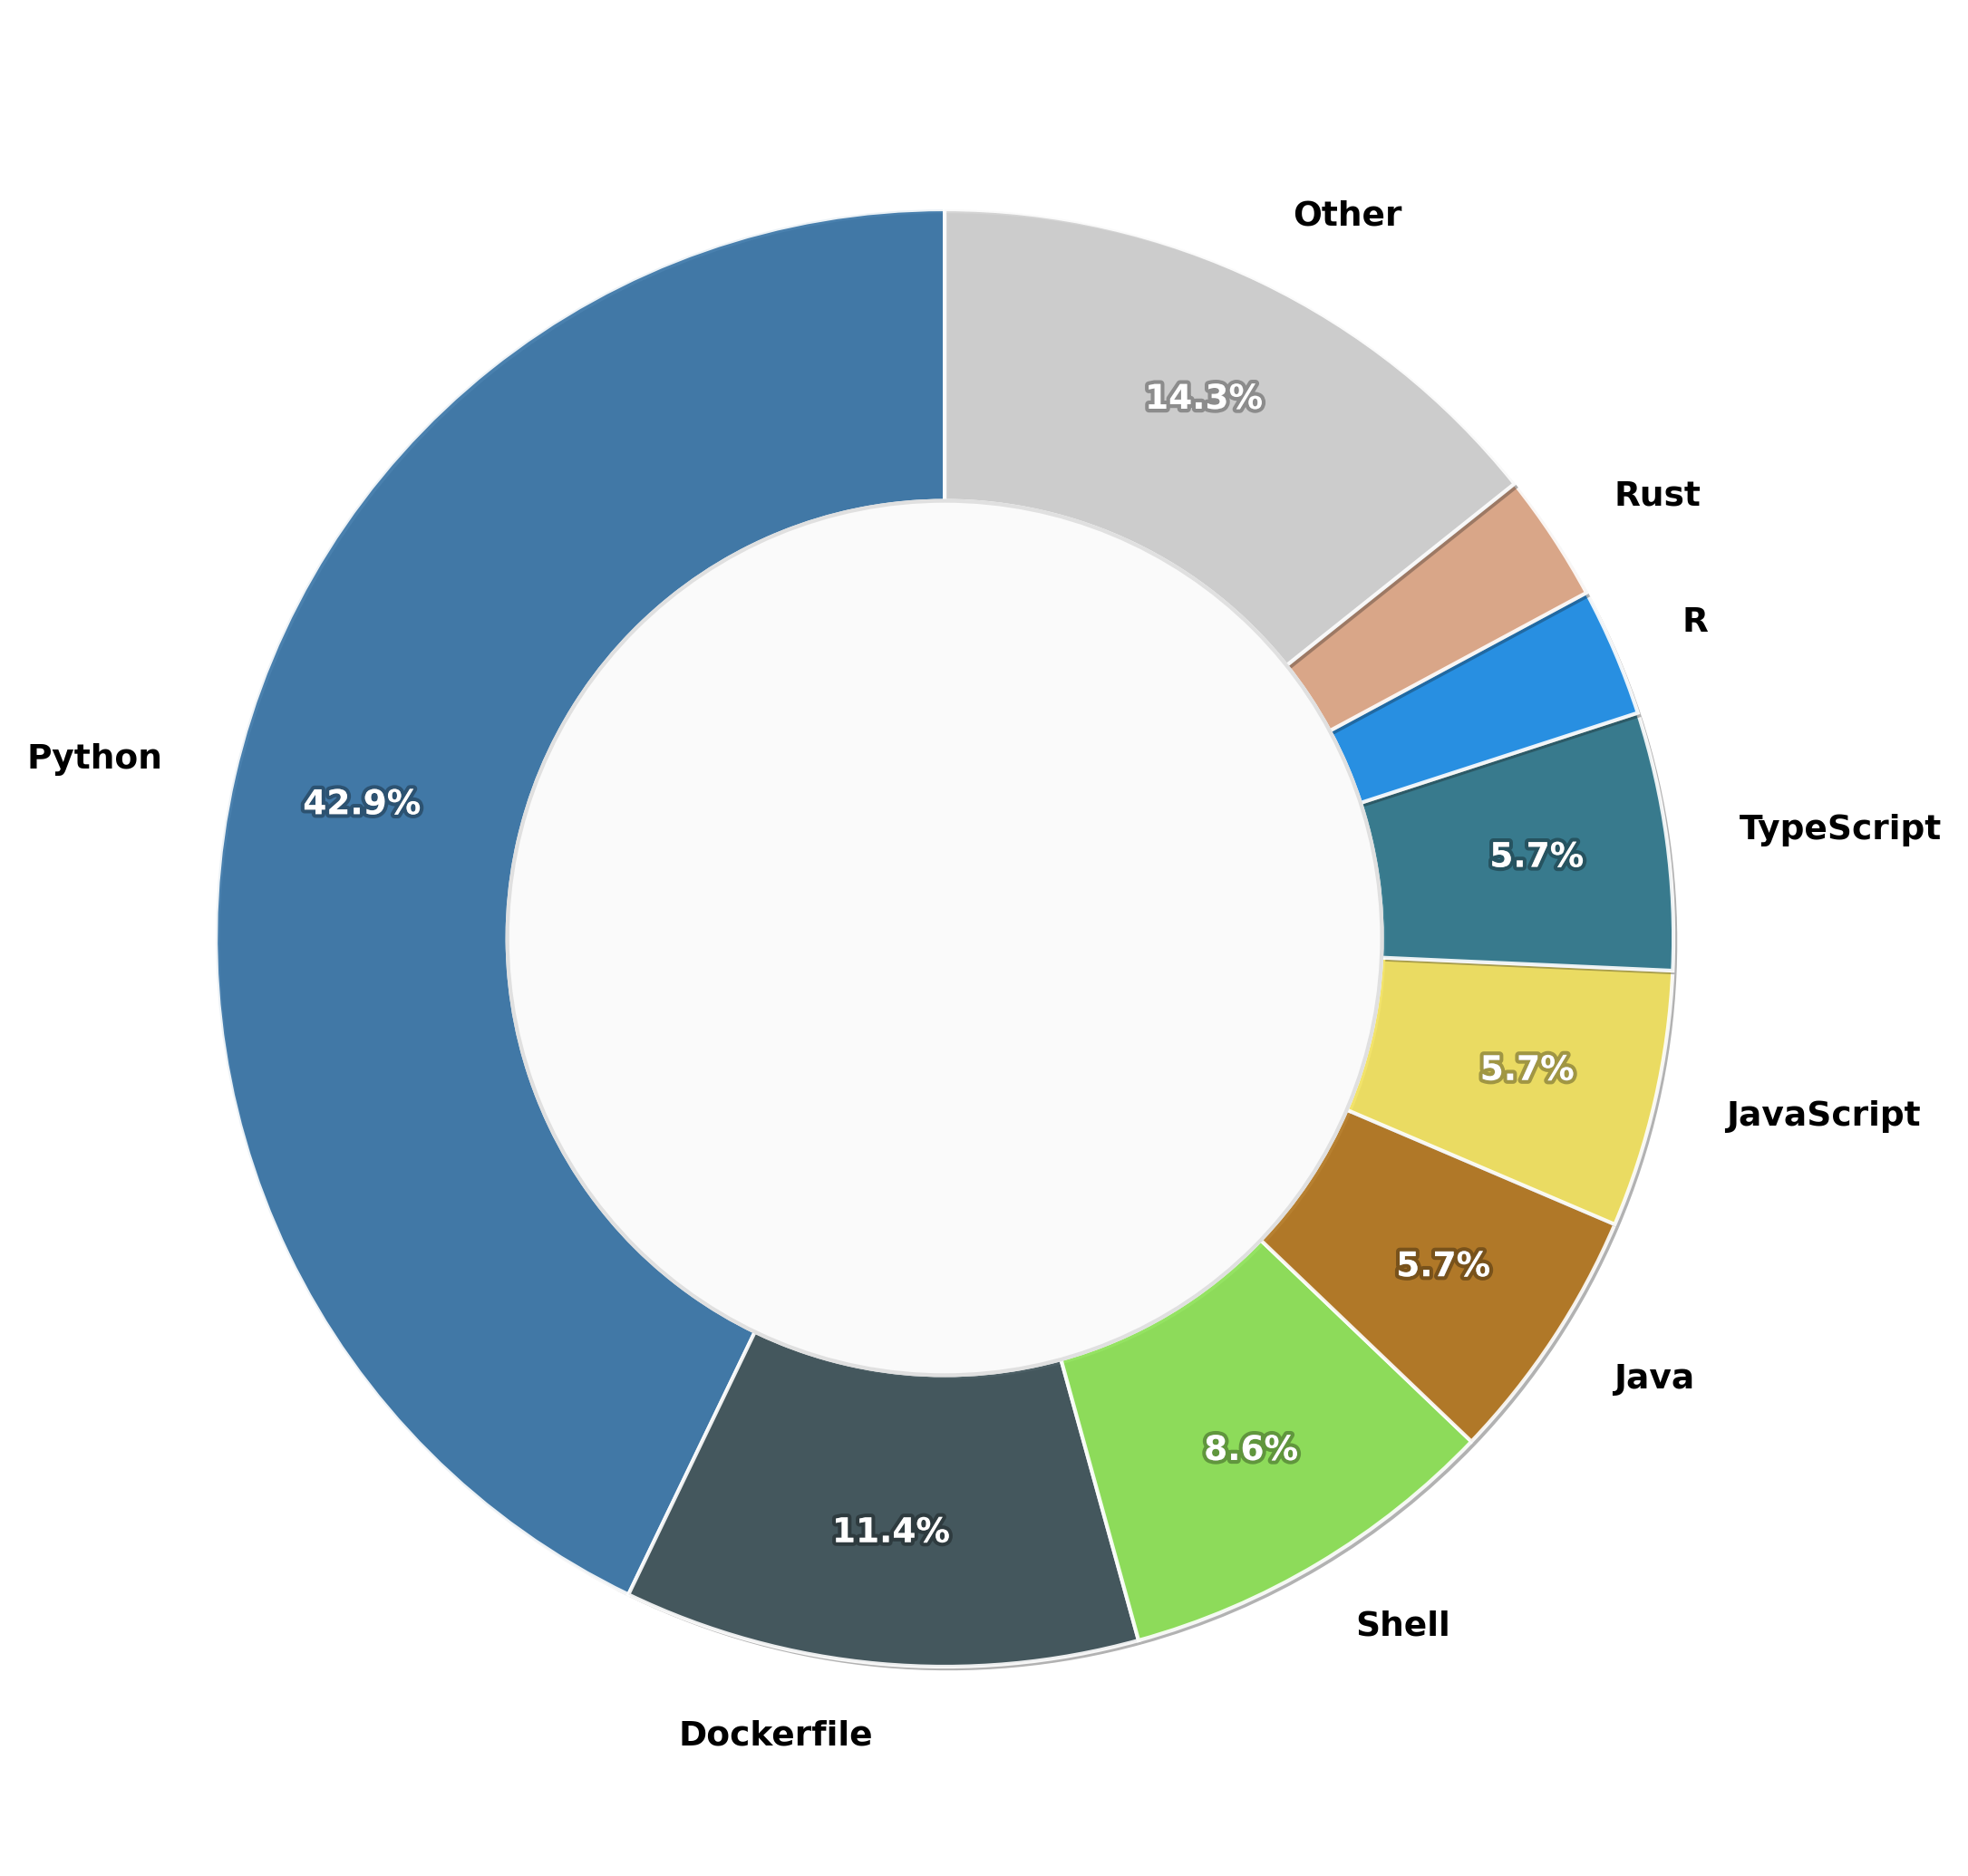 Other
14.3%
Rust
R
Python
42.9%
TypeScript
5.7%
5.7%
JavaScript
5.7%
Java
8.6%
11.4%
Shell
Dockerfile